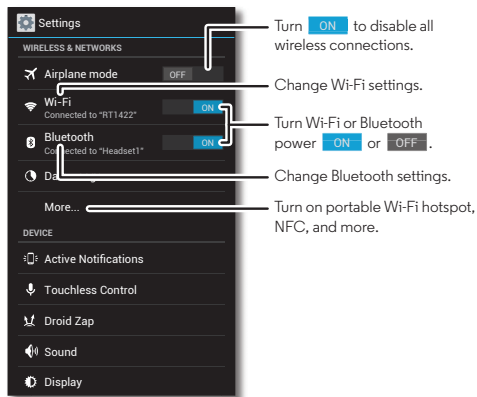 Settings
WIRELESS & NETWORKS
Airplane mode OFF
Wi-Fi
Connected to "RT1422"
ON
Bluetooth
Connected to "Headset1"
ON
More...
DEVICE
Active Notifications
Touchless Control
Droid Zap
Sound
Display
Turn ON to disable all
wireless connections.
Change Wi-Fi settings.
Turn Wi-Fi or Bluetooth
power ON or OFF.
Change Bluetooth settings.
Turn on portable Wi-Fi hotspot,
NFC, and more.